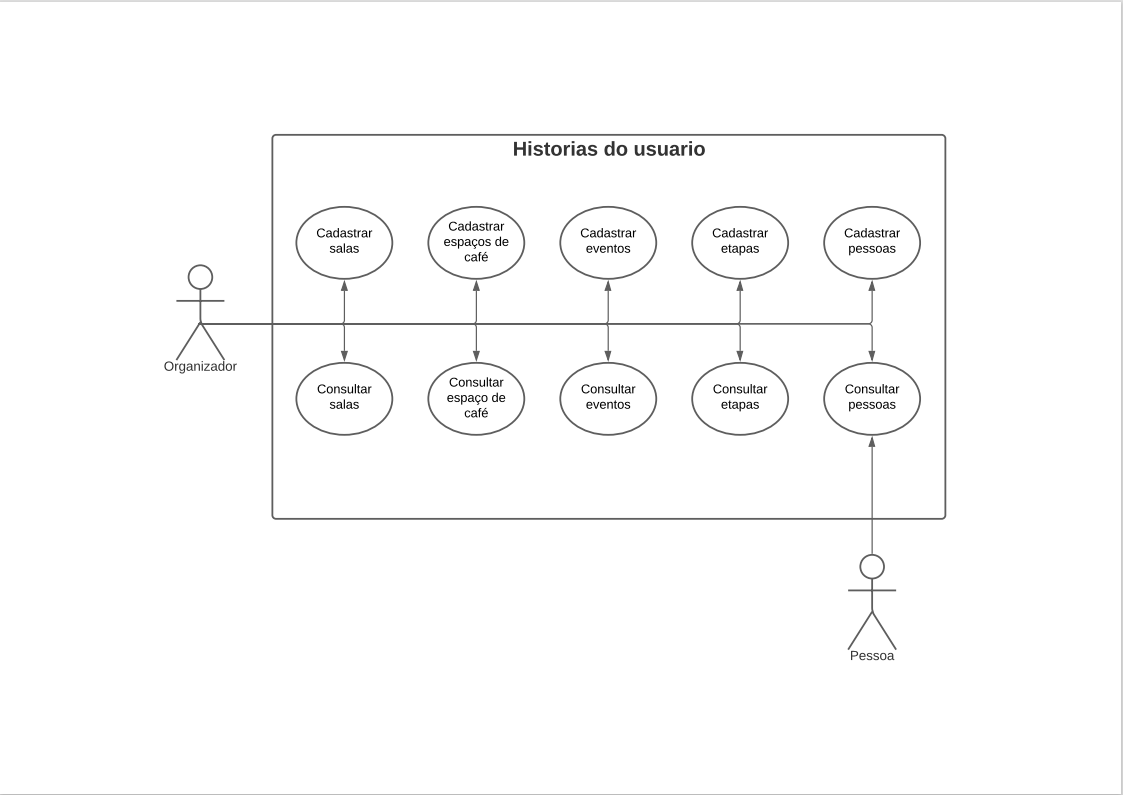 Historias do usuario
Cadastrar
salas
Cadastrar
espaços de
café
Cadastrar
eventos
Cadastrar
etapas
Cadastrar
pessoas
Organizador
Consultar
salas
Consultar
espaço de
café
Consultar
eventos
Consultar
etapas
Consultar
pessoas
Pessoa